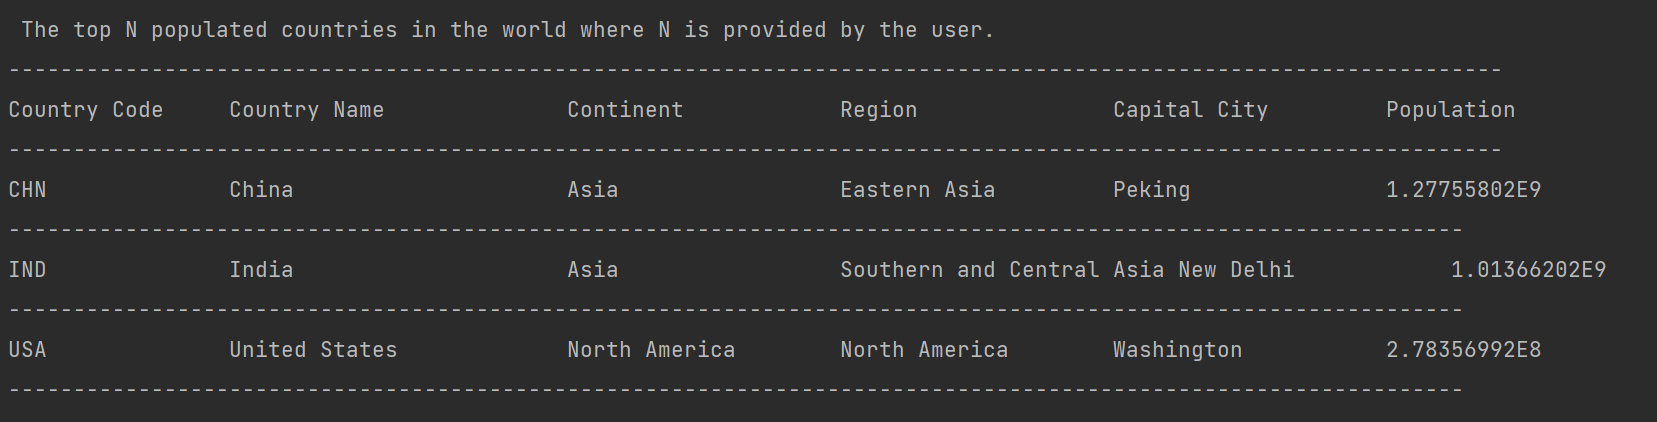 The top N populated countries in the world where N is provided by the user.
-------------------------------------------------------------------------------------------------------------------
Country Code     Country Name              Continent            Region               Capital City         Population
-------------------------------------------------------------------------------------------------------------------
CHN              China                     Asia                 Eastern Asia         Peking               1.27755802E9
----------------------------------------------------------------------------------------------------------------
IND              India                     Asia                 Southern and Central Asia New Delhi            1.01366202E9
----------------------------------------------------------------------------------------------------------------
USA              United States             North America        North America        Washington           2.78356992E8
----------------------------------------------------------------------------------------------------------------